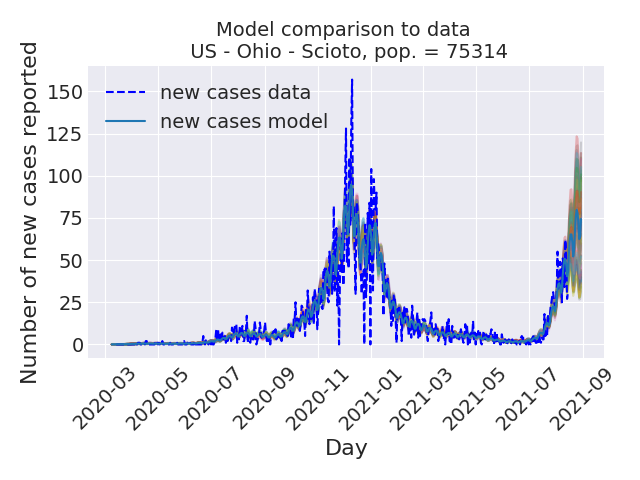 Model comparison to data
US - Ohio - Scioto, pop. = 75314
Number of new cases reported
150
125
100
75
50
25
0
new cases data
new cases model
2020-03
2020-05
2020-07
2020-09
2020-11
2021-01
2021-03
2021-05
2021-07
2021-09
Day